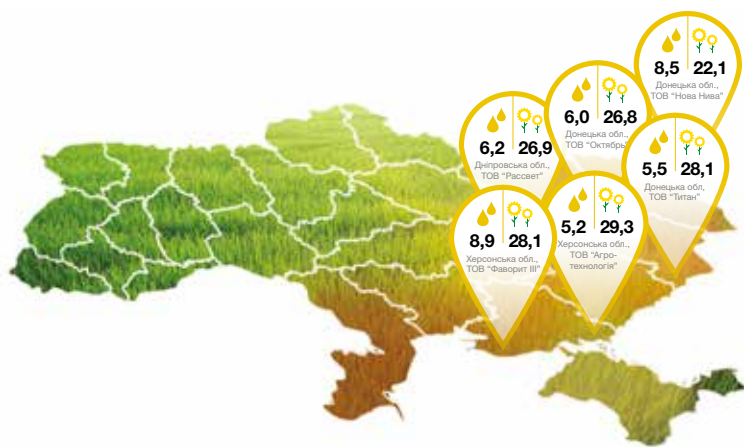 8,5 22,1
Донецька обл.,
ТОВ "Нова Нива"
6,0 26,8
Донецька обл.,
ТОВ "Октябрь"
6,2 26,9
Дніпровська обл.,
ТОВ "Рассвет"
5,5 28,1
Донецька обл,
ТОВ "Титан"
8,9 28,1
Херсонська обл.,
ТОВ "Фаворит III"
5,2 29,3
Херсонська обл.,
ТОВ "Агро-
технологія"